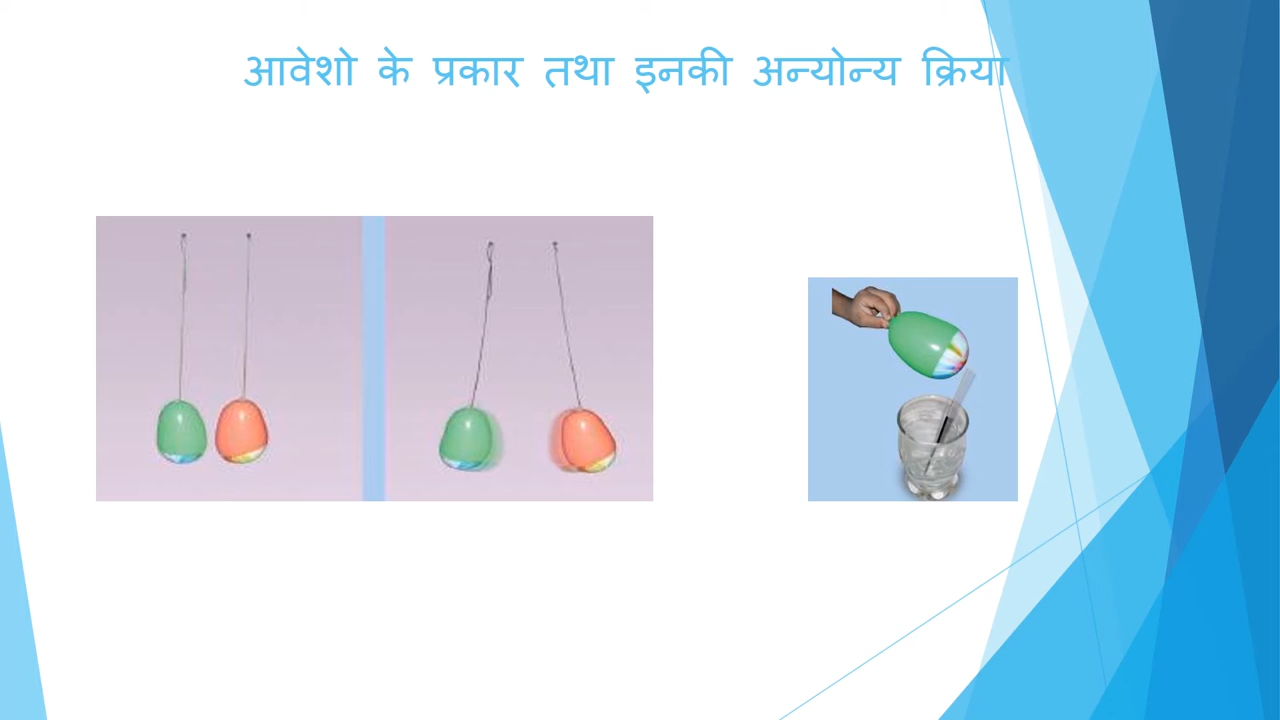 आवेशो के प्रकार तथा इनकी अन्योन्य क्रिया